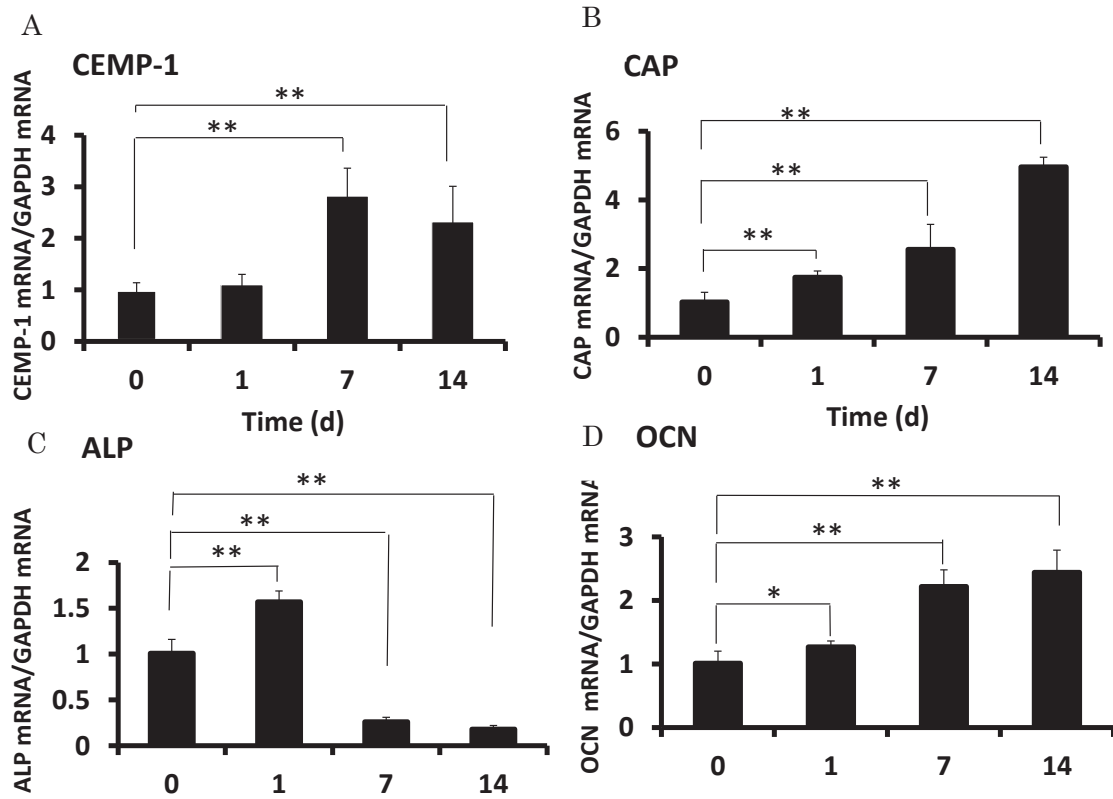 A
CEMP-1
CEMP-1 mRNA/GAPDH mRNA
**
**
4
3
2
1
0
0 1 7 14
Time (d)
B
CAP
CAP mRNA/GAPDH mRNA
**
**
**
6
4
2
0
0 1 7 14
Time (d)
C
ALP
ALP mRNA/GAPDH mRNA
**
**
**
2
1.5
1
0.5
0
0 1 7 14
D
OCN
OCN mRNA/GAPDH mRNA
**
**
*
3
2
1
0
0 1 7 14